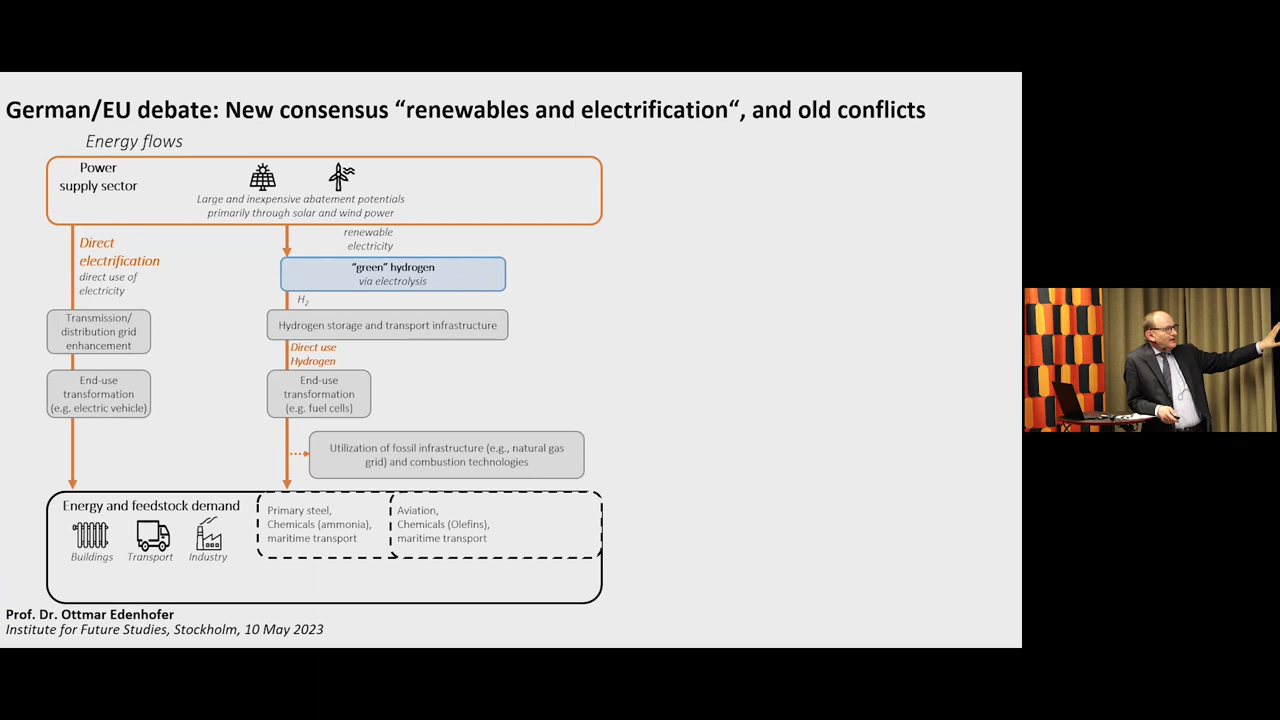 German/EU debate: New consensus “renewables and electrification“, and old conflicts
Energy flows
Power
supply sector
Large and inexpensive abatement potentials
primarily through solar and wind power
Direct
electrification
direct use of
electricity
renewable
electricity
“green” hydrogen
via electrolysis
H₂
Transmission/
distribution grid
enhancement
Hydrogen storage and transport infrastructure
Direct use
Hydrogen
End-use
transformation
(e.g. electric vehicle)
End-use
transformation
(e.g. fuel cells)
Utilization of fossil infrastructure (e.g., natural gas
grid) and combustion technologies
Energy and feedstock demand
Buildings
Transport
Industry
Primary steel,
Chemicals (ammonia),
maritime transport
Aviation,
Chemicals (Olefins),
maritime transport
Prof. Dr. Ottmar Edenhofer
Institute for Future Studies, Stockholm, 10 May 2023